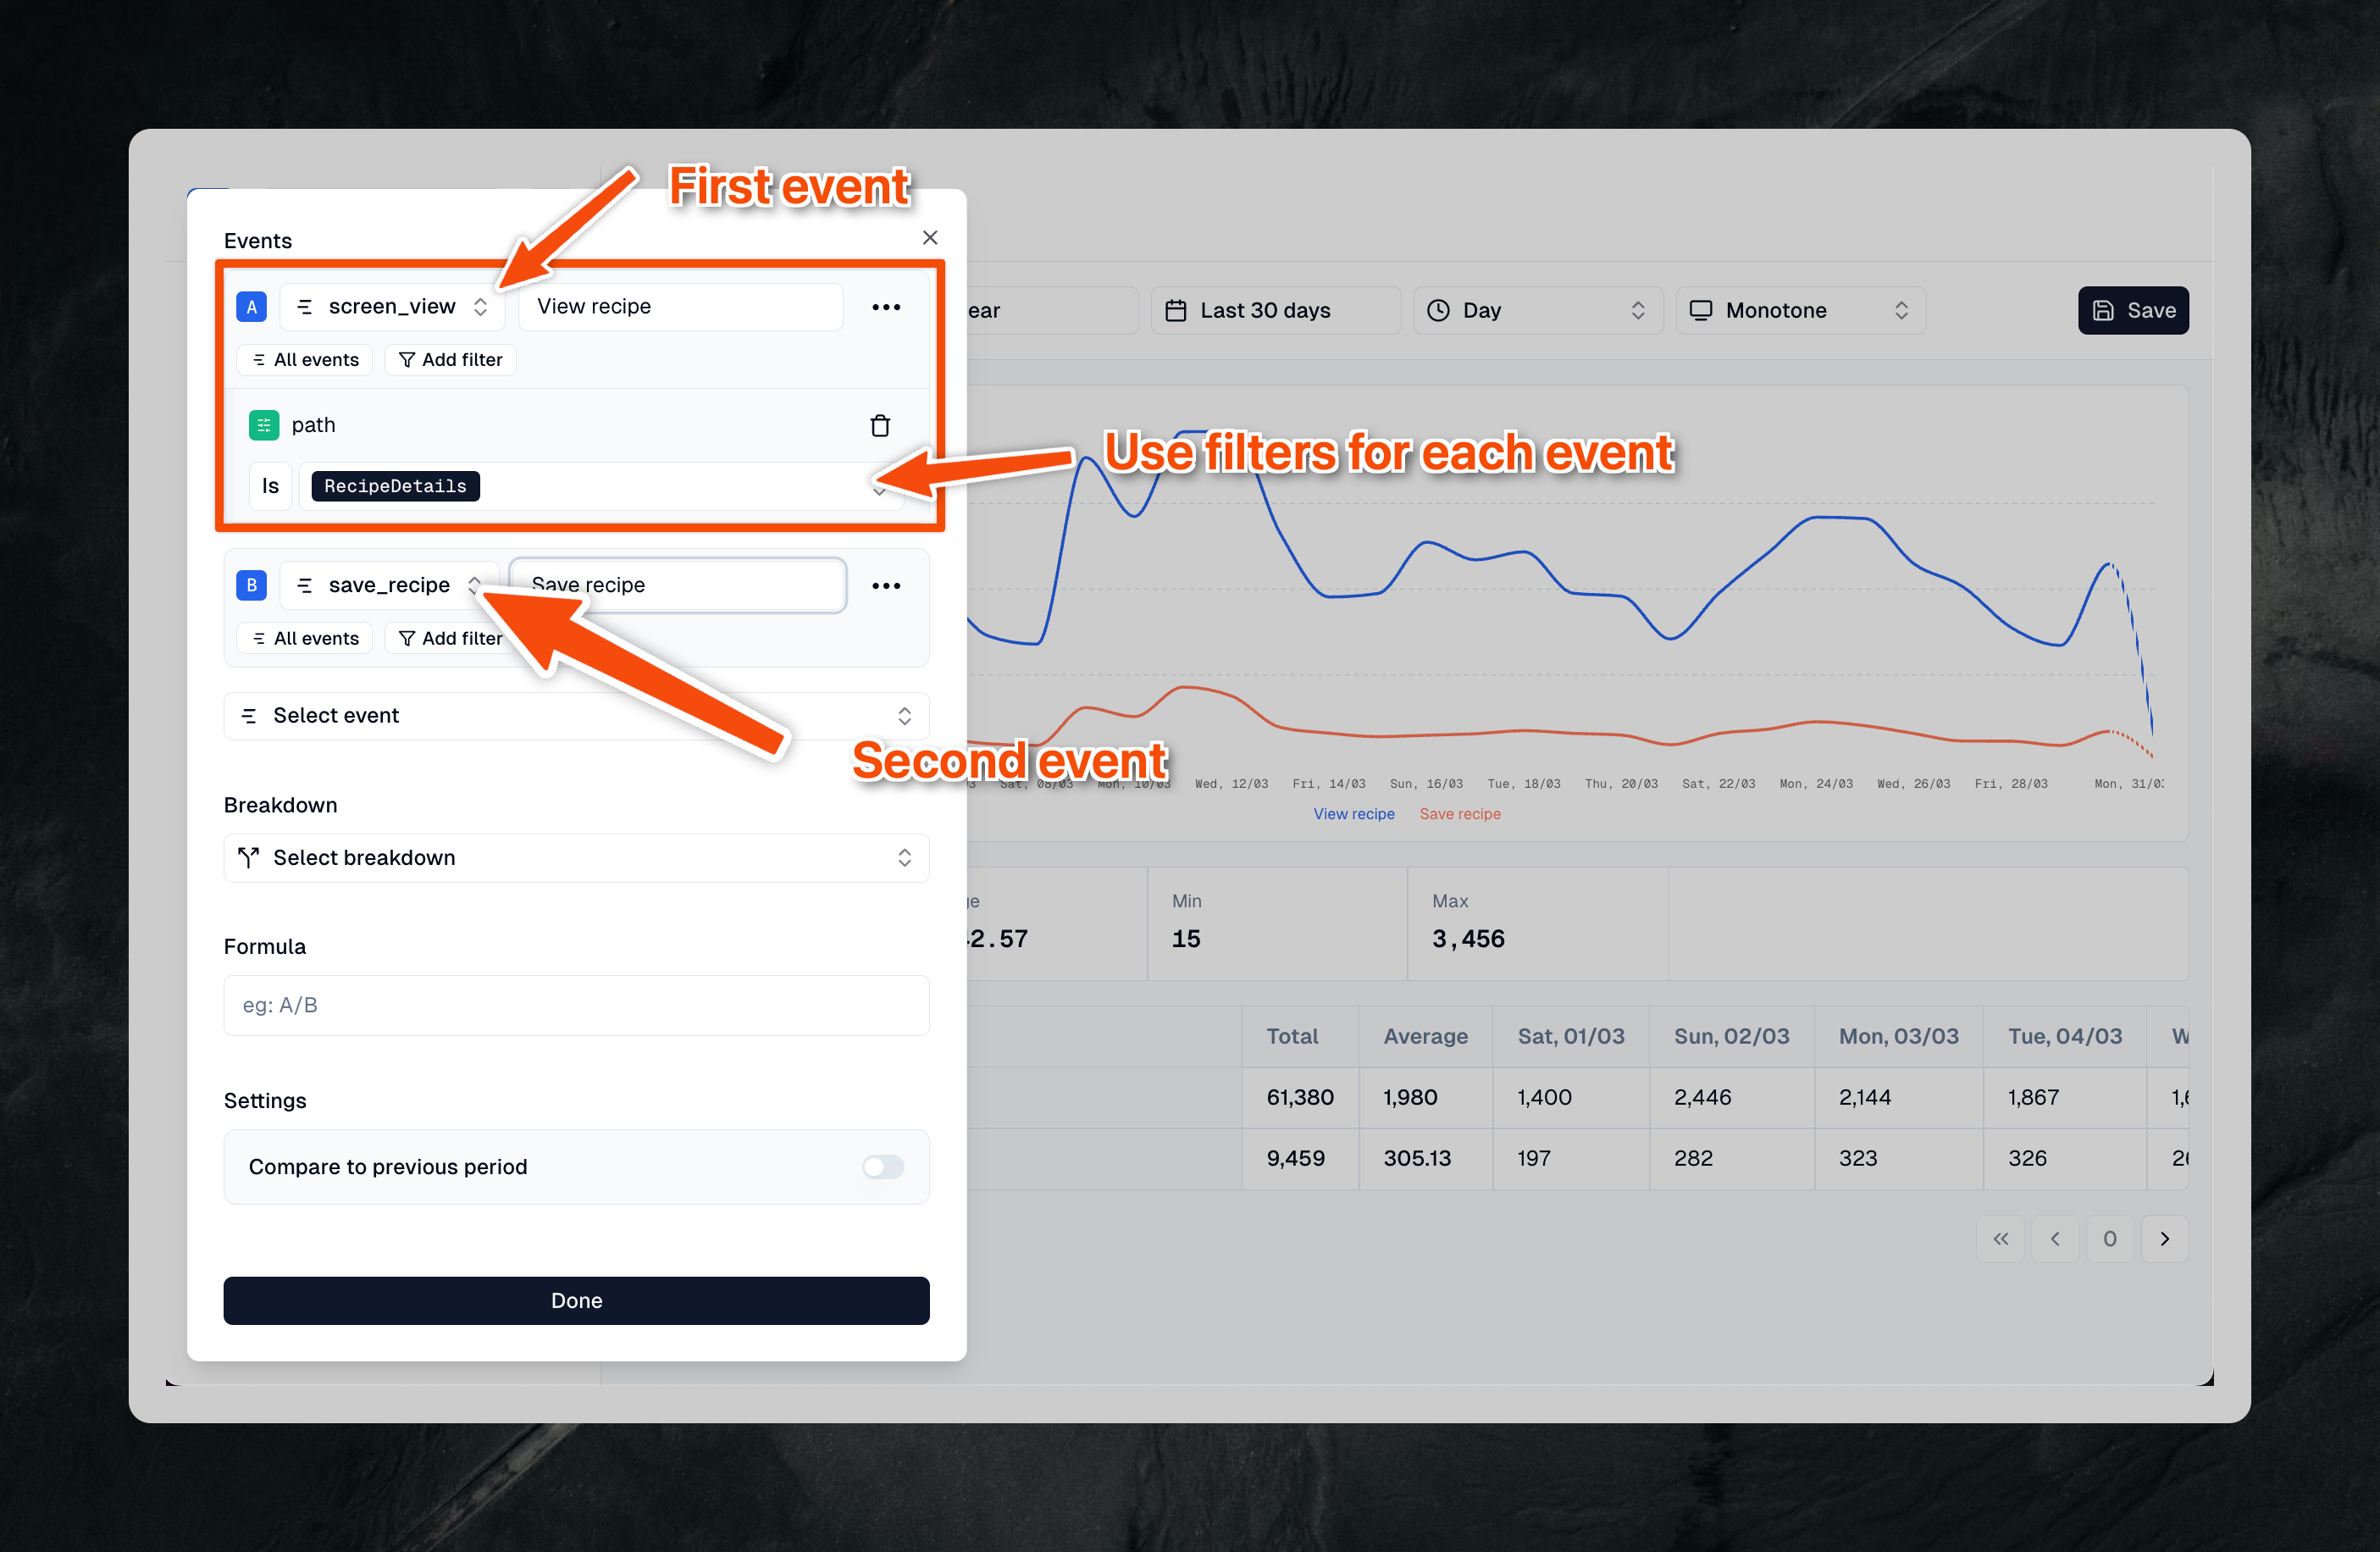 First event
Events
A screen_view View recipe
All events Add filter
path
Is RecipeDetails
Use filters for each event
B save_recipe Save recipe
All events Add filter
Select event
Second event
Breakdown
Select breakdown
Formula
eg: A/B
Settings
Compare to previous period
Done
Last 30 days Day Monotone Save
Sat, 08/03 Mon, 10/03 Wed, 12/03 Fri, 14/03 Sun, 16/03 Tue, 18/03 Thu, 20/03 Sat, 22/03 Mon, 24/03 Wed, 26/03 Fri, 28/03 Mon, 31/03
View recipe Save recipe
Min Max
2.57 15 3,456
Total Average Sat, 01/03 Sun, 02/03 Mon, 03/03 Tue, 04/03
61,380 1,980 1,400 2,446 2,144 1,867
9,459 305.13 197 282 323 326
0